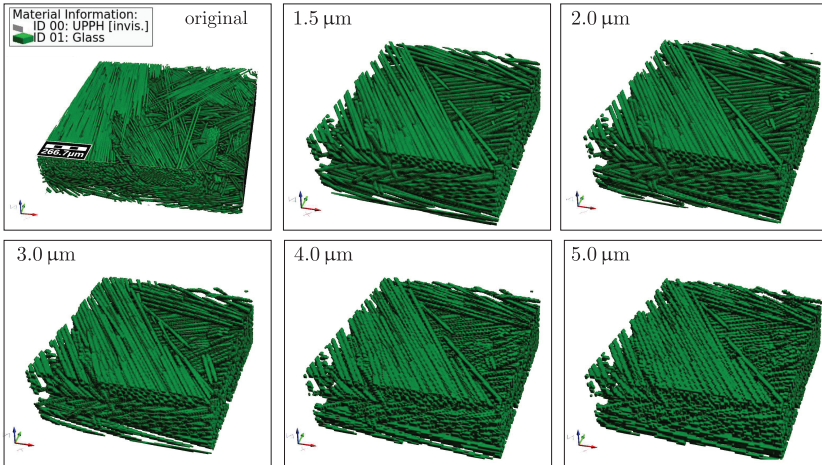 Material Information:
ID 00: UPPH [invis.]
ID 01: Glass
original
266.7µm
1.5 µm
2.0 µm
3.0 µm
4.0 µm
5.0 µm